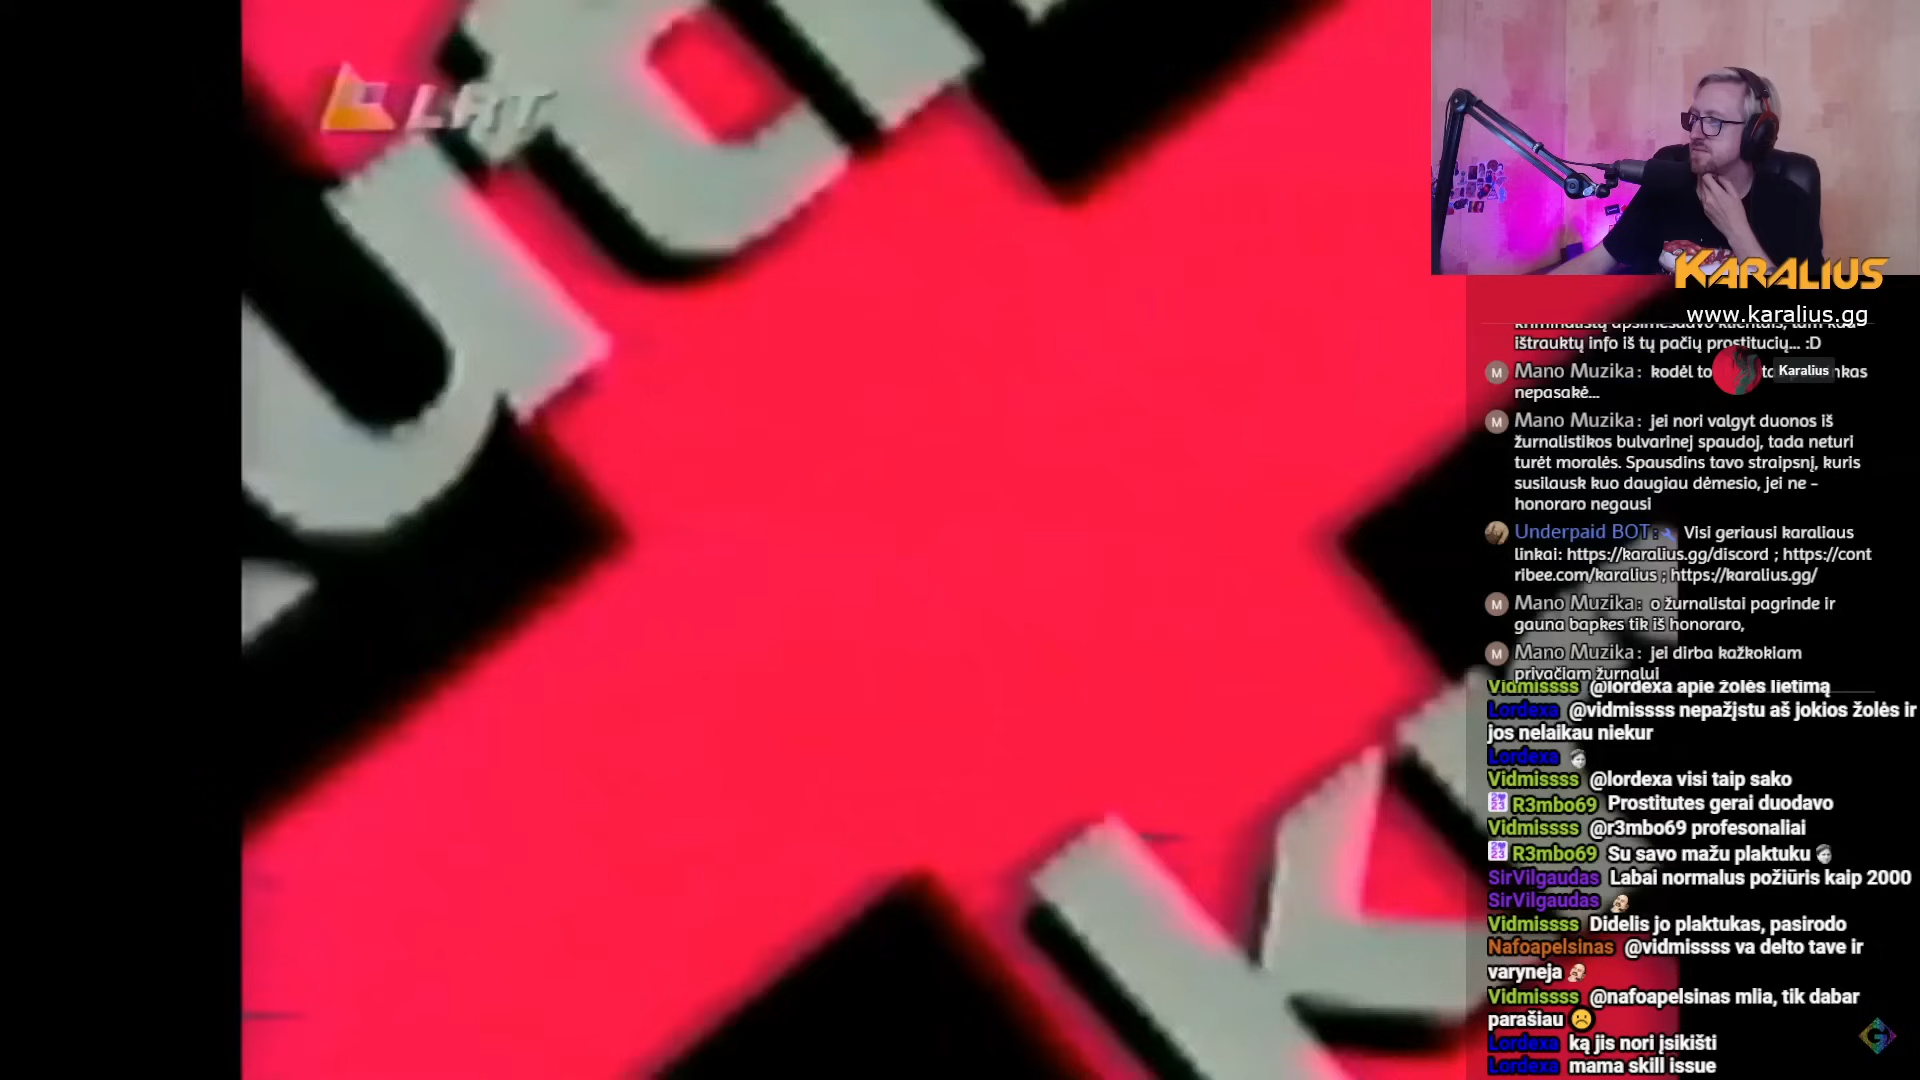 LRT
KARALIUS
www.karalius.gg
ištrauktų info iš tų pačių prostitucijų... :D
Mano Muzika: kodėl to
nepasakė...
Karalius
Mano Muzika: jei nori valgyt duonos iš
žurnalistikos bulvarinej spaudoj, tada neturi
turėt moralės. Spausdins tavo straipsnį, kuris
susilausk kuo daugiau dėmesio, jei ne -
honoraro negausi
Underpaid BOT: Visi geriausi karaliaus
linkai: https://karalius.gg/discord ; https://cont
ribee.com/karalius ; https://karalius.gg/
Mano Muzika: o žurnalistai pagrinde ir
gauna bapkes tik iš honoraro,
Mano Muzika: jei dirba kažkokiam
privačiam žurnalui
Vidmissss @lordexa apie žolės lietimą
Lordexa @vidmissss nepažįstu aš jokios žolės ir
jos nelaikau niekur
Lordexa
Vidmissss @lordexa visi taip sako
R3mbo69 Prostitutes gerai duodavo
Vidmissss @r3mbo69 profesonaliai
R3mbo69 Su savo mažu plaktuku
SirVilgaudas Labai normalus požiūris kaip 2000
SirVilgaudas
Vidmissss Didelis jo plaktukas, pasirodo
Nafoapelsinas @vidmissss va delto tave ir
varyneja
Vidmissss @nafoapelsinas mlia, tik dabar
parašiau
Lordexa ką jis nori įsikišti
Lordexa mama skill issue